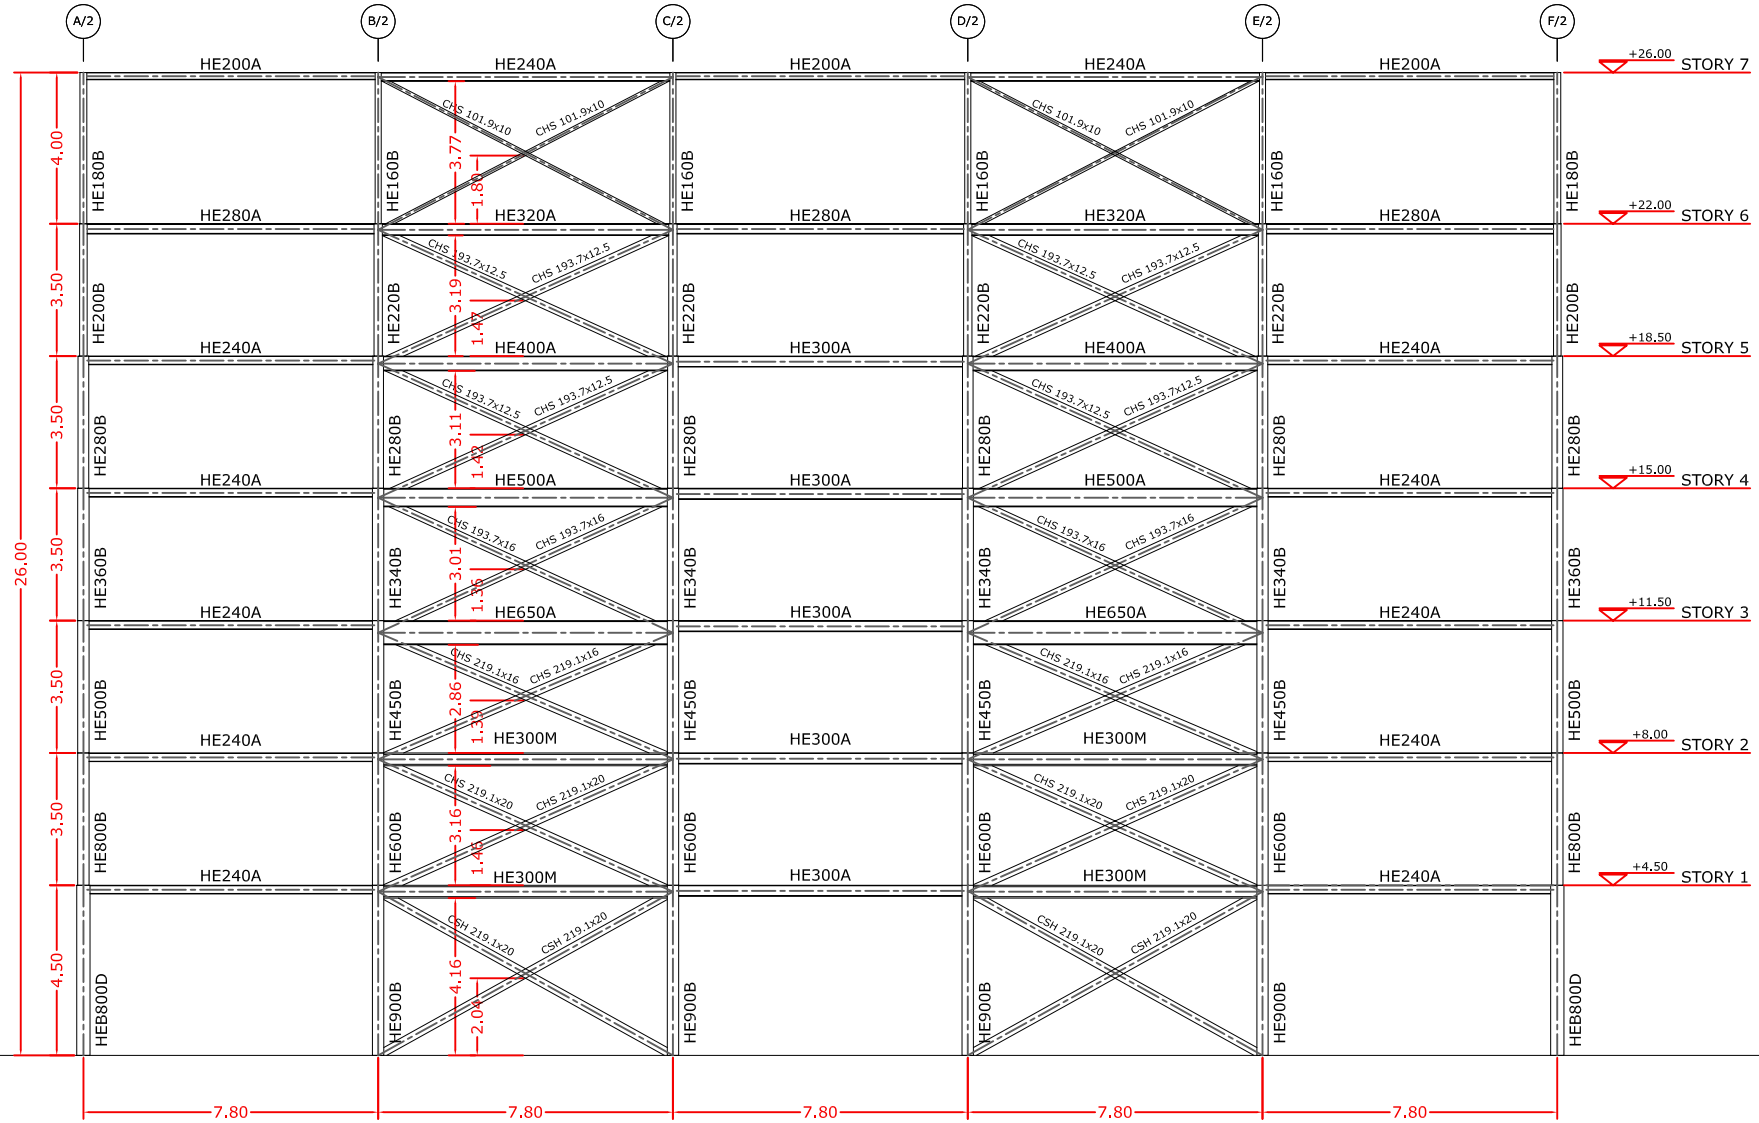 A/2 B/2 C/2 D/2 E/2 F/2
+26.00
HE200A HE240A HE200A HE240A HE200A STORY 7
CHS 101.9x10 CHS 101.9x10 CHS 101.9x10 CHS 101.9x10
4.00 3.77
HE180B HE160B 1.80 HE160B HE160B HE160B HE180B
+22.00
HE280A HE320A HE280A HE320A HE280A STORY 6
CHS 193.7x12.5 CHS 193.7x12.5 CHS 193.7x12.5 CHS 193.7x12.5
3.50 3.19
HE200B HE220B 1.47 HE220B HE220B HE220B HE200B
+18.50
HE240A HE400A HE300A HE400A HE240A STORY 5
CHS 193.7x12.5 CHS 193.7x12.5 CHS 193.7x12.5 CHS 193.7x12.5
3.50 3.11
HE280B HE280B 1.42 HE280B HE280B HE280B HE280B
+15.00
HE240A HE500A HE300A HE500A HE240A STORY 4
CHS 193.7x16 CHS 193.7x16 CHS 193.7x16 CHS 193.7x16
26.00 3.50 3.01
HE360B HE340B 1.36 HE340B HE340B HE340B HE360B
+11.50
HE240A HE650A HE300A HE650A HE240A STORY 3
CHS 219.1x16 CHS 219.1x16 CHS 219.1x16 CHS 219.1x16
3.50 2.86
HE500B HE450B 1.39 HE450B HE450B HE450B HE500B
+8.00
HE240A HE300M HE300A HE300M HE240A STORY 2
CHS 219.1x20 CHS 219.1x20 CHS 219.1x20 CHS 219.1x20
3.50 3.16
HE800B HE600B 1.46 HE600B HE600B HE600B HE800B
+4.50
HE240A HE300M HE300A HE300M HE240A STORY 1
CSH 219.1x20 CSH 219.1x20 CSH 219.1x20 CSH 219.1x20
4.50 4.16
HEB800D HE900B 2.04 HE900B HE900B HE900B HEB800D
7.80 7.80 7.80 7.80 7.80